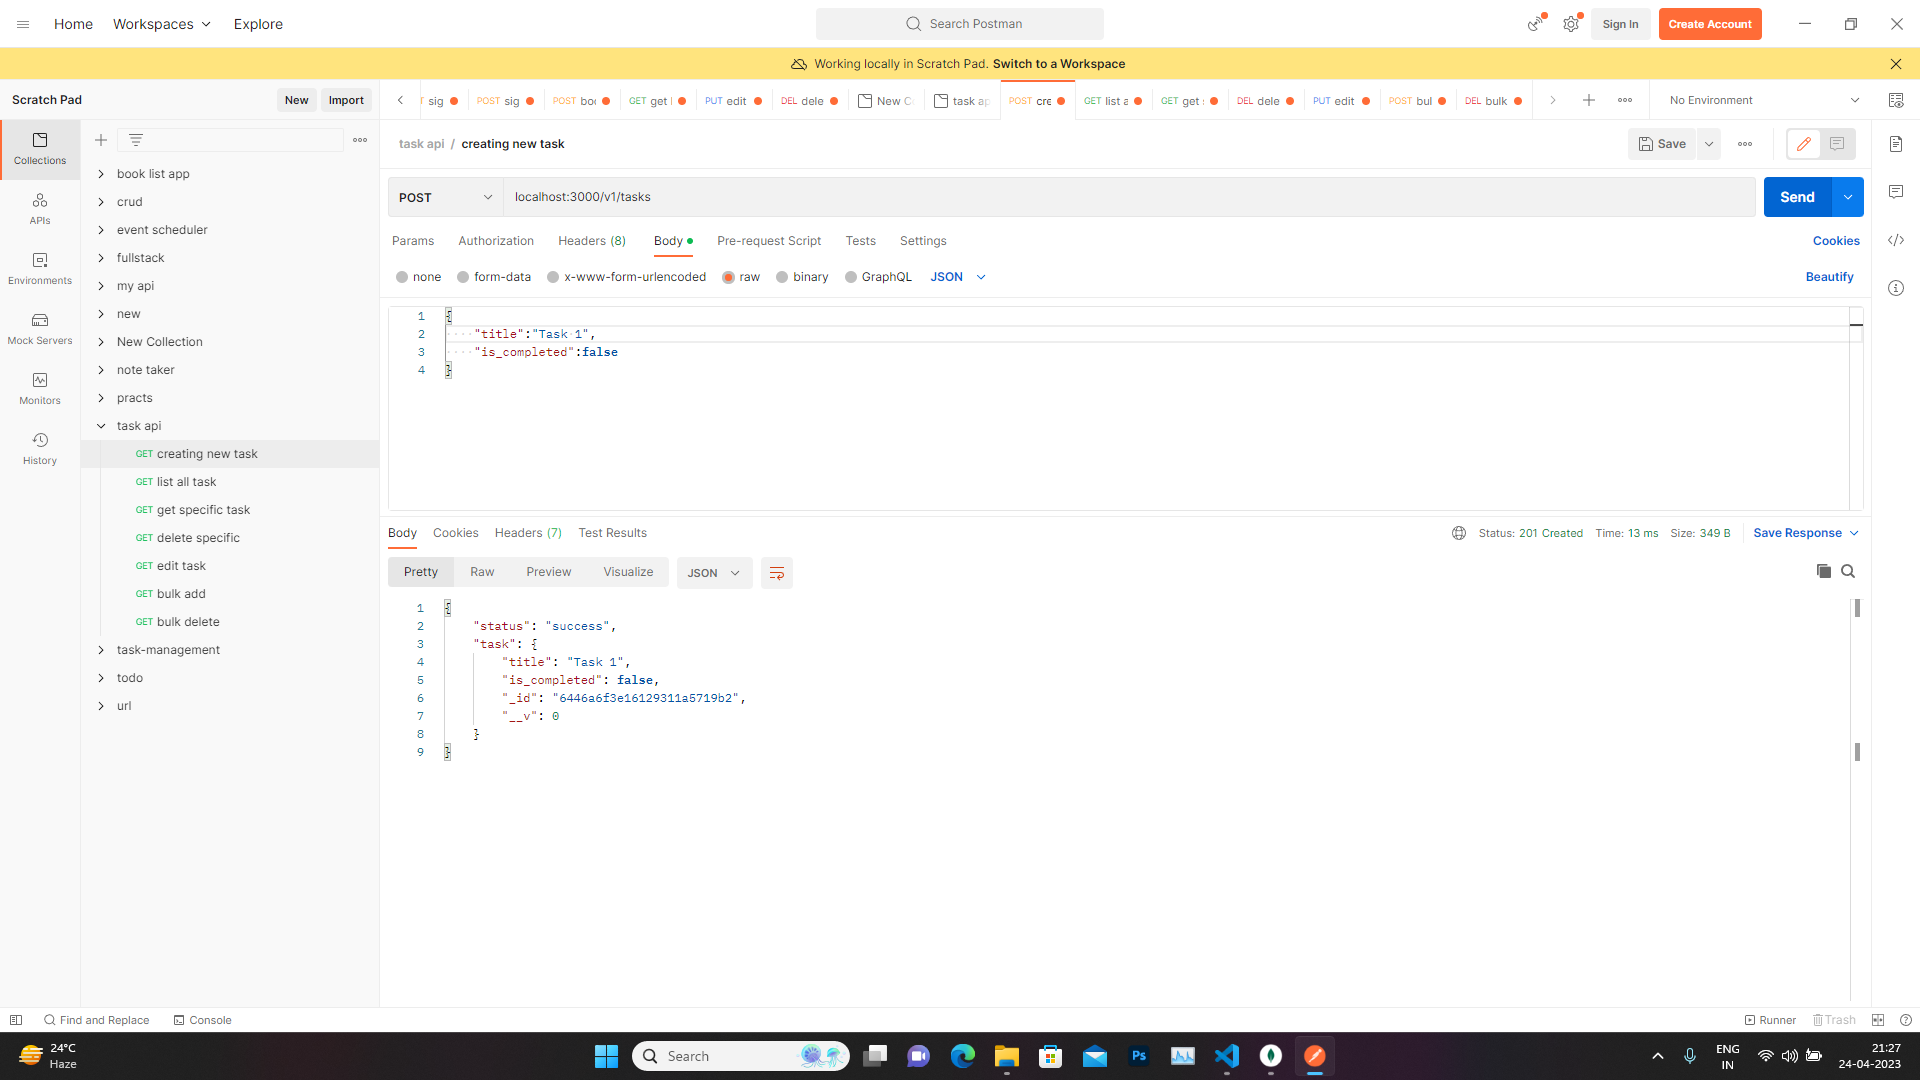 Home Workspaces Explore Search Postman Sign In Create Account
Working locally in Scratch Pad. Switch to a Workspace
Scratch Pad New Import
sig POST sig POST boo GET get PUT edit DEL dele New C task ap POST cre GET list a GET get DEL dele PUT edit POST bul DEL bulk No Environment
Collections
APIs
Environments
Mock Servers
Monitors
History
book list app
crud
event scheduler
fullstack
my api
new
New Collection
note taker
practs
task api
GET creating new task
GET list all task
GET get specific task
GET delete specific
GET edit task
GET bulk add
GET bulk delete
task-management
todo
url
task api / creating new task Save
POST localhost:3000/v1/tasks Send
Params Authorization Headers (8) Body Pre-request Script Tests Settings Cookies
none form-data x-www-form-urlencoded raw binary GraphQL JSON Beautify
1 {
2 "title":"Task 1",
3 "is_completed":false
4 }
Body Cookies Headers (7) Test Results Status: 201 Created Time: 13 ms Size: 349 B Save Response
Pretty Raw Preview Visualize JSON
1 {
2 "status": "success",
3 "task": {
4 "title": "Task 1",
5 "is_completed": false,
6 "_id": "6446a6f3e16129311a5719b2",
7 "__v": 0
8 }
9 }
Find and Replace Console Runner Trash
24°C
Haze
Search
Ps
ENG
IN
21:27
24-04-2023